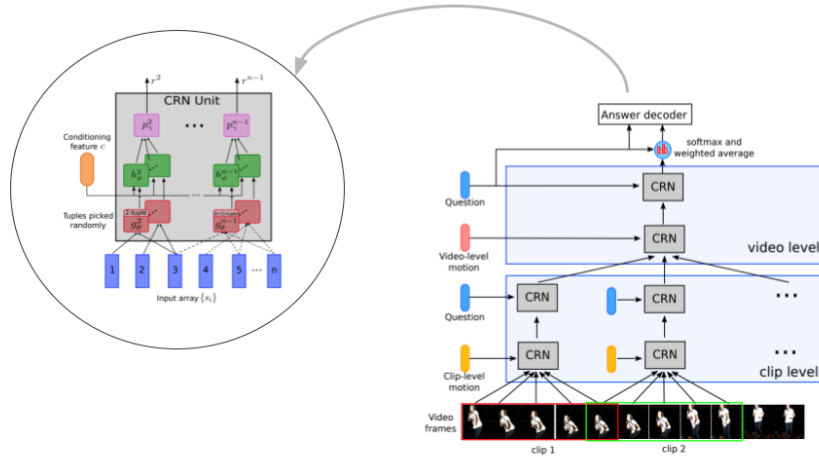 r^2
r^{n-1}
CRN Unit
p_γ^2
...
p_γ^{n-1}
Conditioning
feature c
h_φ^2
...
h_φ^{n-1}
Tuples picked
randomly
2-tuple
g_θ^2
g_θ^{n-1}
1
2
3
4
5
...
n
Input array {s_i}
Answer decoder
softmax and
weighted average
CRN
Question
CRN
Video-level
motion
video level
CRN
CRN
...
Question
CRN
CRN
...
Clip-level
motion
clip level
Video
frames
clip 1
clip 2